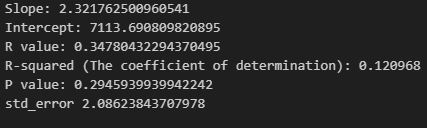 Slope: 2.321762500960541
Intercept: 7113.690809820895
R value: 0.34780432294370495
R-squared (The coefficient of determination): 0.120968
P value: 0.2945939939942242
std_error 2.08623843707978